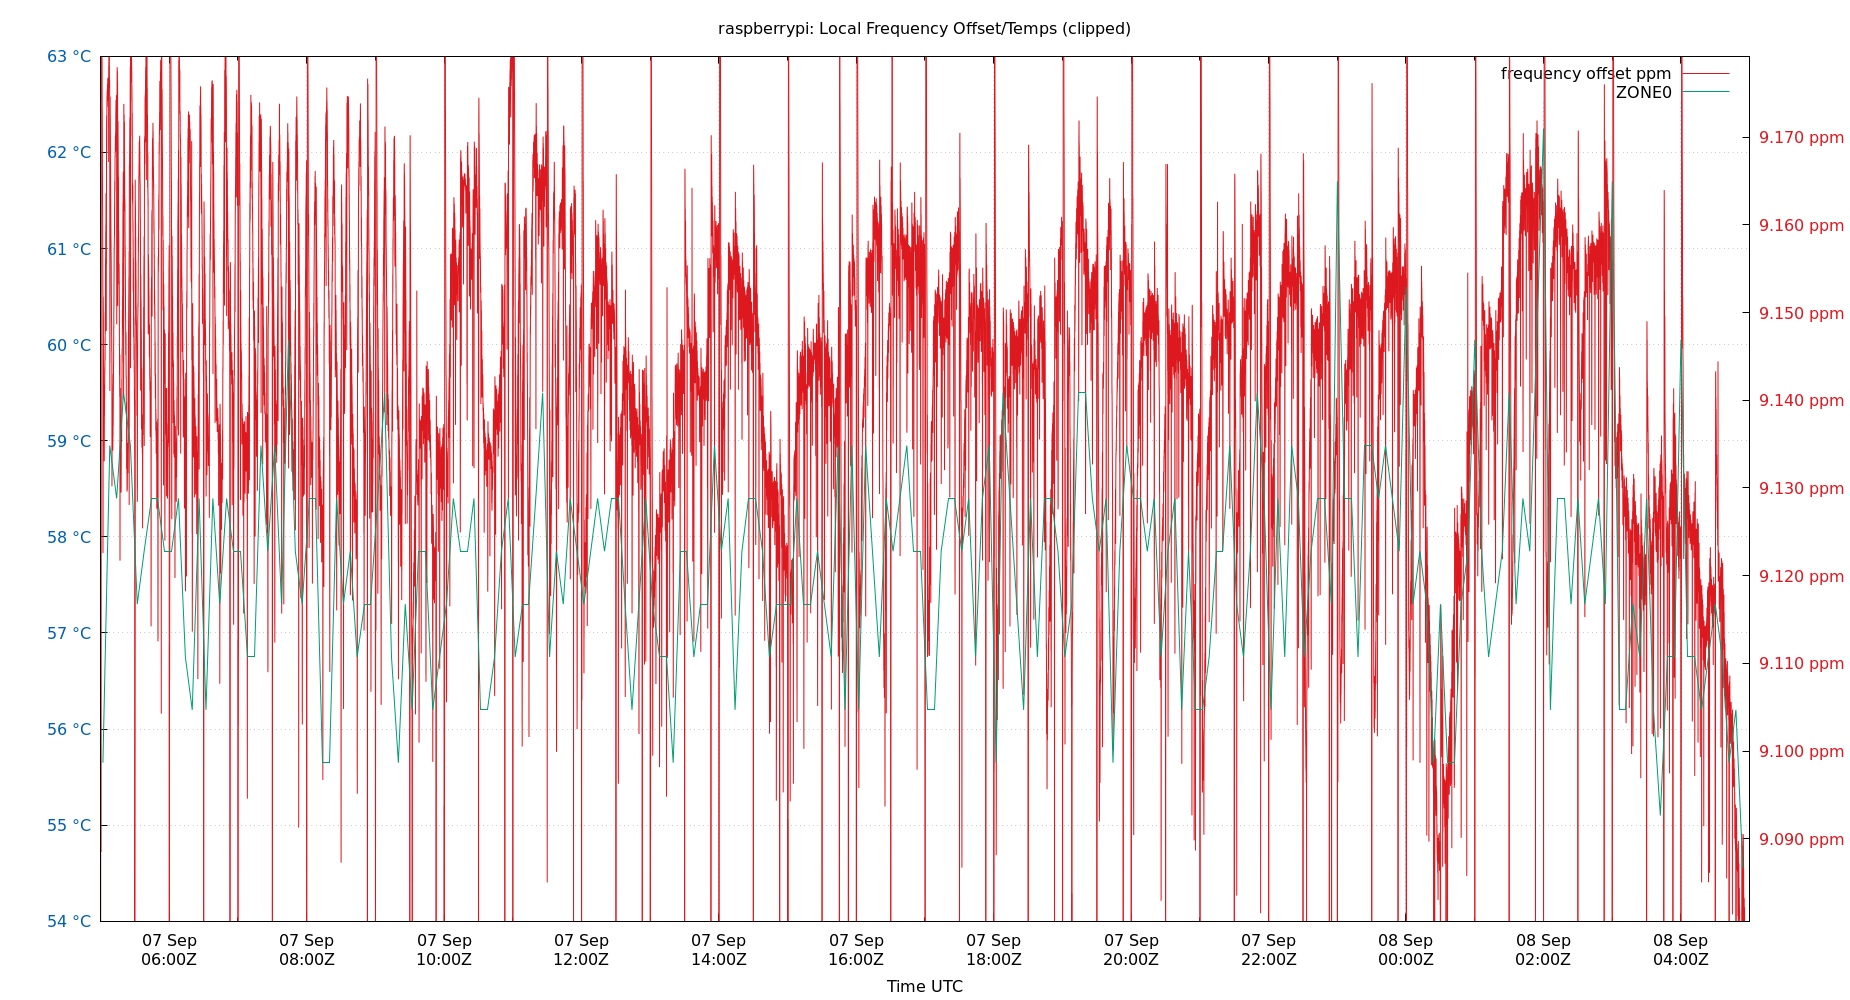 raspberrypi: Local Frequency Offset/Temps (clipped)
63 °C
62 °C
61 °C
60 °C
59 °C
58 °C
57 °C
56 °C
55 °C
54 °C
frequency offset ppm
ZONE0
9.170 ppm
9.160 ppm
9.150 ppm
9.140 ppm
9.130 ppm
9.120 ppm
9.110 ppm
9.100 ppm
9.090 ppm
07 Sep 07 Sep 07 Sep 07 Sep 07 Sep 07 Sep 07 Sep 07 Sep 07 Sep 08 Sep 08 Sep 08 Sep
06:00Z 08:00Z 10:00Z 12:00Z 14:00Z 16:00Z 18:00Z 20:00Z 22:00Z 00:00Z 02:00Z 04:00Z
Time UTC